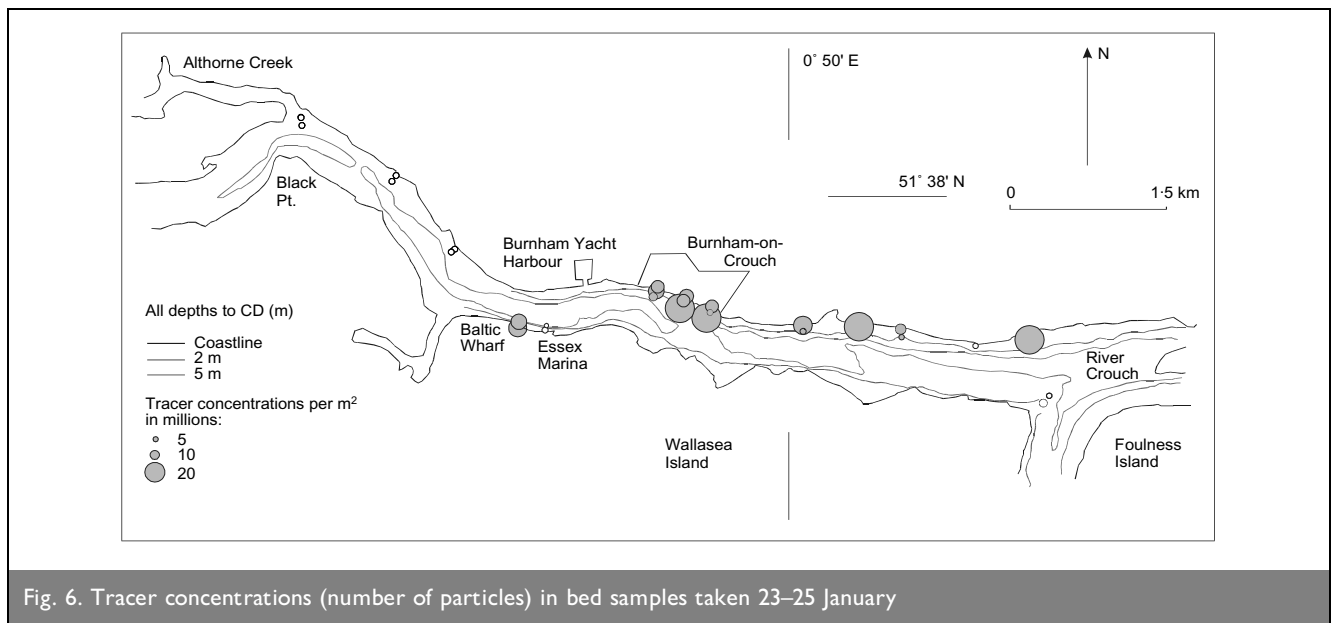 Althorne Creek
0° 50' E
N
51° 38' N
0
1·5 km
Black
Pt.
Burnham Yacht
Harbour
Burnham-on-
Crouch
All depths to CD (m)
Coastline
2 m
5 m
Baltic
Wharf
Essex
Marina
River
Crouch
Tracer concentrations per m²
in millions:
5
10
20
Wallasea
Island
Foulness
Island
Fig. 6. Tracer concentrations (number of particles) in bed samples taken 23–25 January